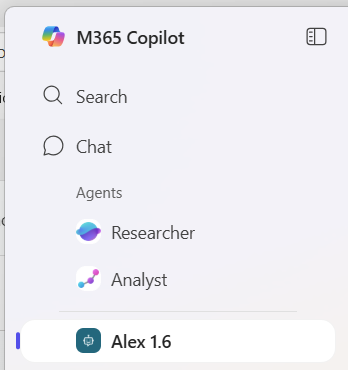 M365 Copilot
Search
Chat
Agents
Researcher
Analyst
Alex 1.6